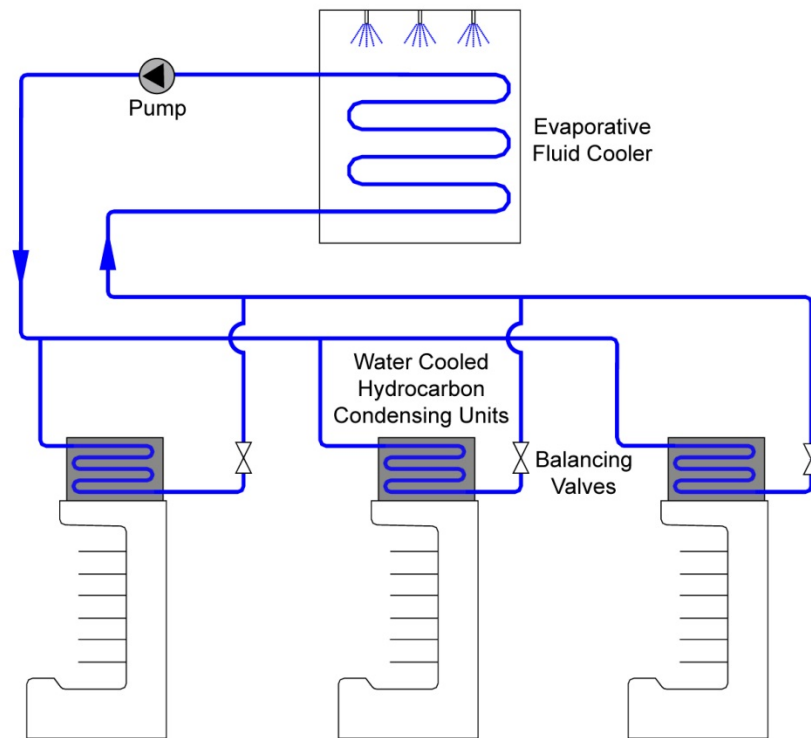 Pump
Evaporative
Fluid Cooler
Water Cooled
Hydrocarbon
Condensing Units
Balancing
Valves